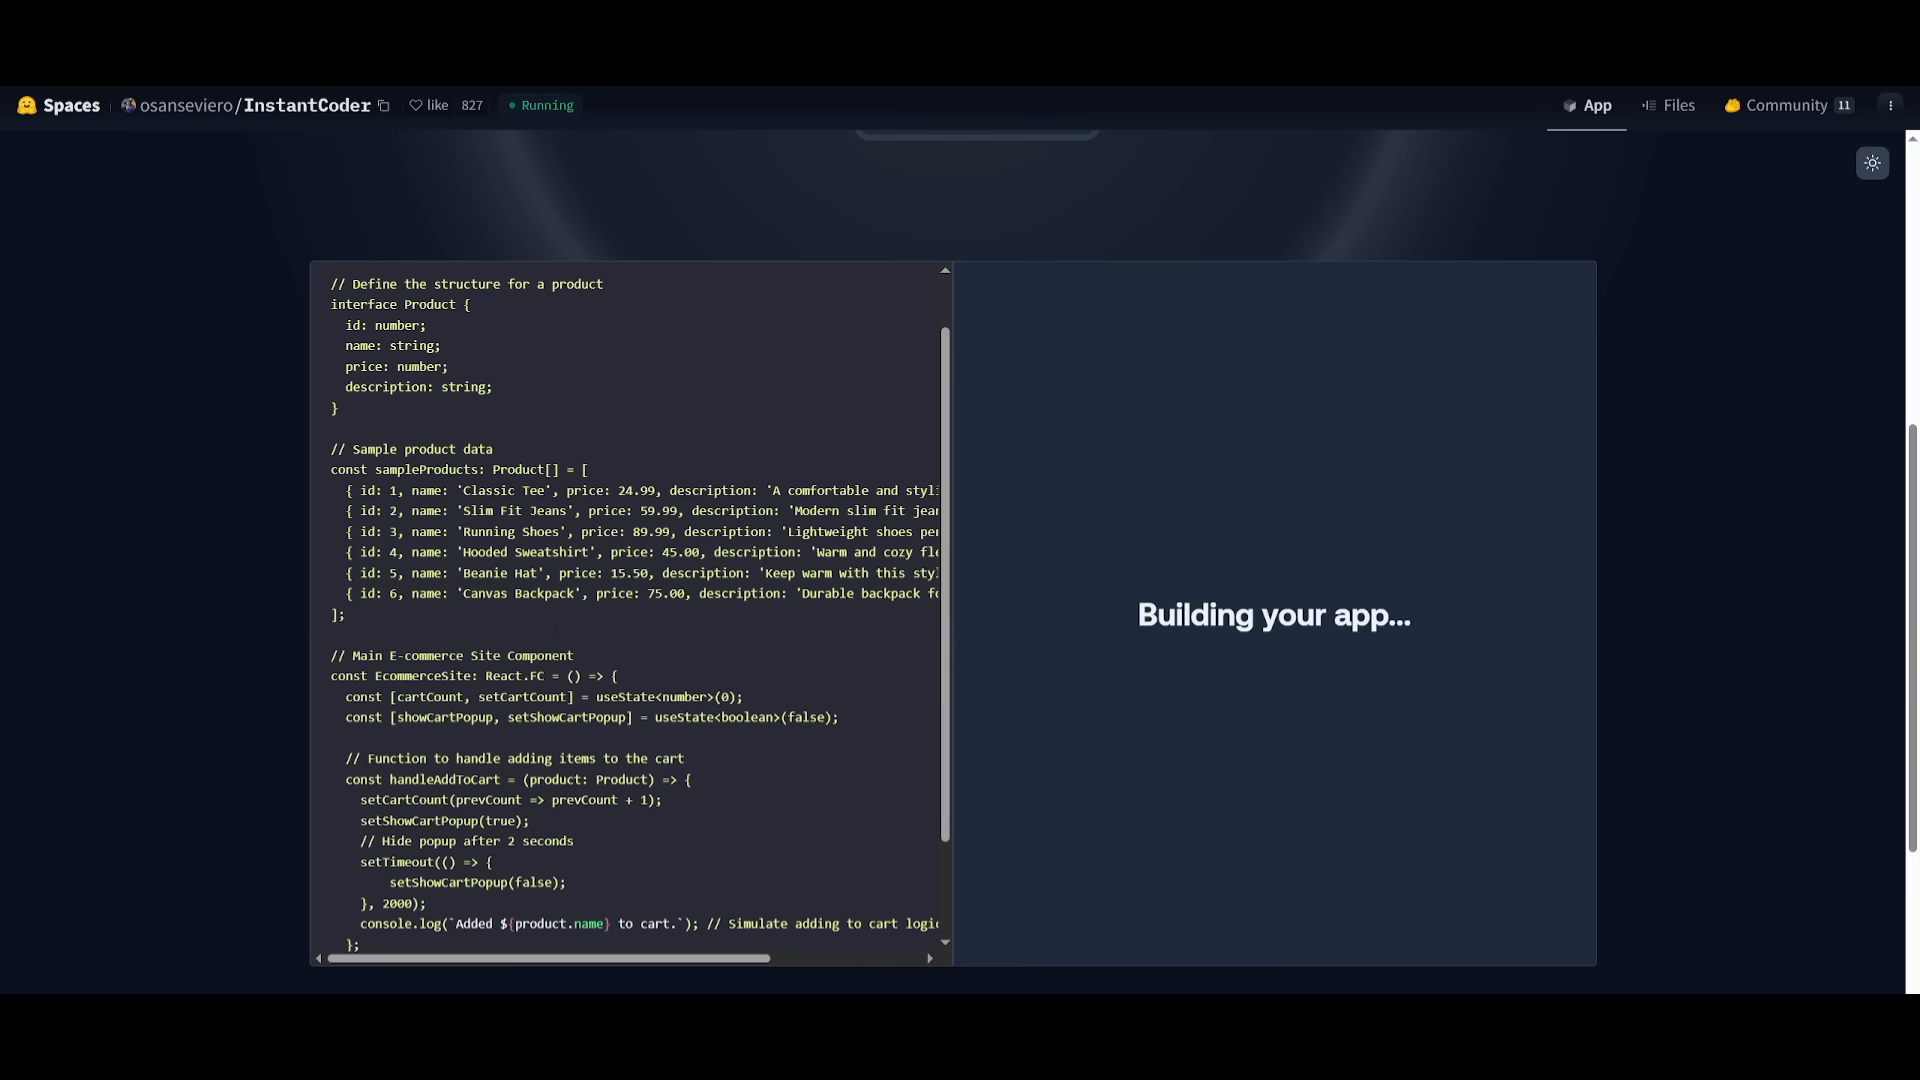 Spaces osanseviero/InstantCoder like 827 Running App Files Community 11
// Define the structure for a product
interface Product {
  id: number;
  name: string;
  price: number;
  description: string;
}
// Sample product data
const sampleProducts: Product[] = [
  { id: 1, name: 'Classic Tee', price: 24.99, description: 'A comfortable and styl
  { id: 2, name: 'Slim Fit Jeans', price: 59.99, description: 'Modern slim fit jea
  { id: 3, name: 'Running Shoes', price: 89.99, description: 'Lightweight shoes pe
  { id: 4, name: 'Hooded Sweatshirt', price: 45.00, description: 'Warm and cozy fl
  { id: 5, name: 'Beanie Hat', price: 15.50, description: 'Keep warm with this sty
  { id: 6, name: 'Canvas Backpack', price: 75.00, description: 'Durable backpack f
];
// Main E-commerce Site Component
const EcommerceSite: React.FC = () => {
  const [cartCount, setCartCount] = useState<number>(0);
  const [showCartPopup, setShowCartPopup] = useState<boolean>(false);
  // Function to handle adding items to the cart
  const handleAddToCart = (product: Product) => {
    setCartCount(prevCount => prevCount + 1);
    setShowCartPopup(true);
    // Hide popup after 2 seconds
    setTimeout(() => {
        setShowCartPopup(false);
    }, 2000);
    console.log(`Added ${product.name} to cart.`); // Simulate adding to cart logi
  };
Building your app...